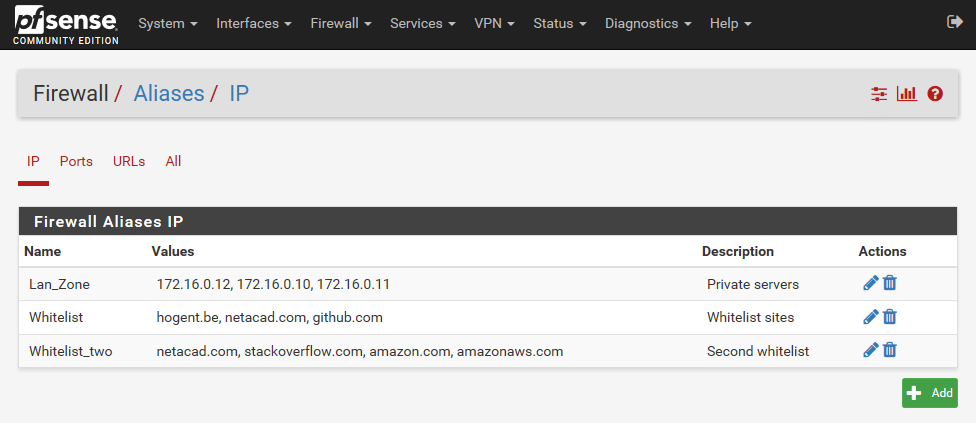 pfsense
COMMUNITY EDITION
System Interfaces Firewall Services VPN Status Diagnostics Help
Firewall / Aliases / IP
IP Ports URLs All
Firewall Aliases IP
Name Values Description Actions
Lan_Zone 172.16.0.12, 172.16.0.10, 172.16.0.11 Private servers
Whitelist hogent.be, netacad.com, github.com Whitelist sites
Whitelist_two netacad.com, stackoverflow.com, amazon.com, amazonaws.com Second whitelist
Add